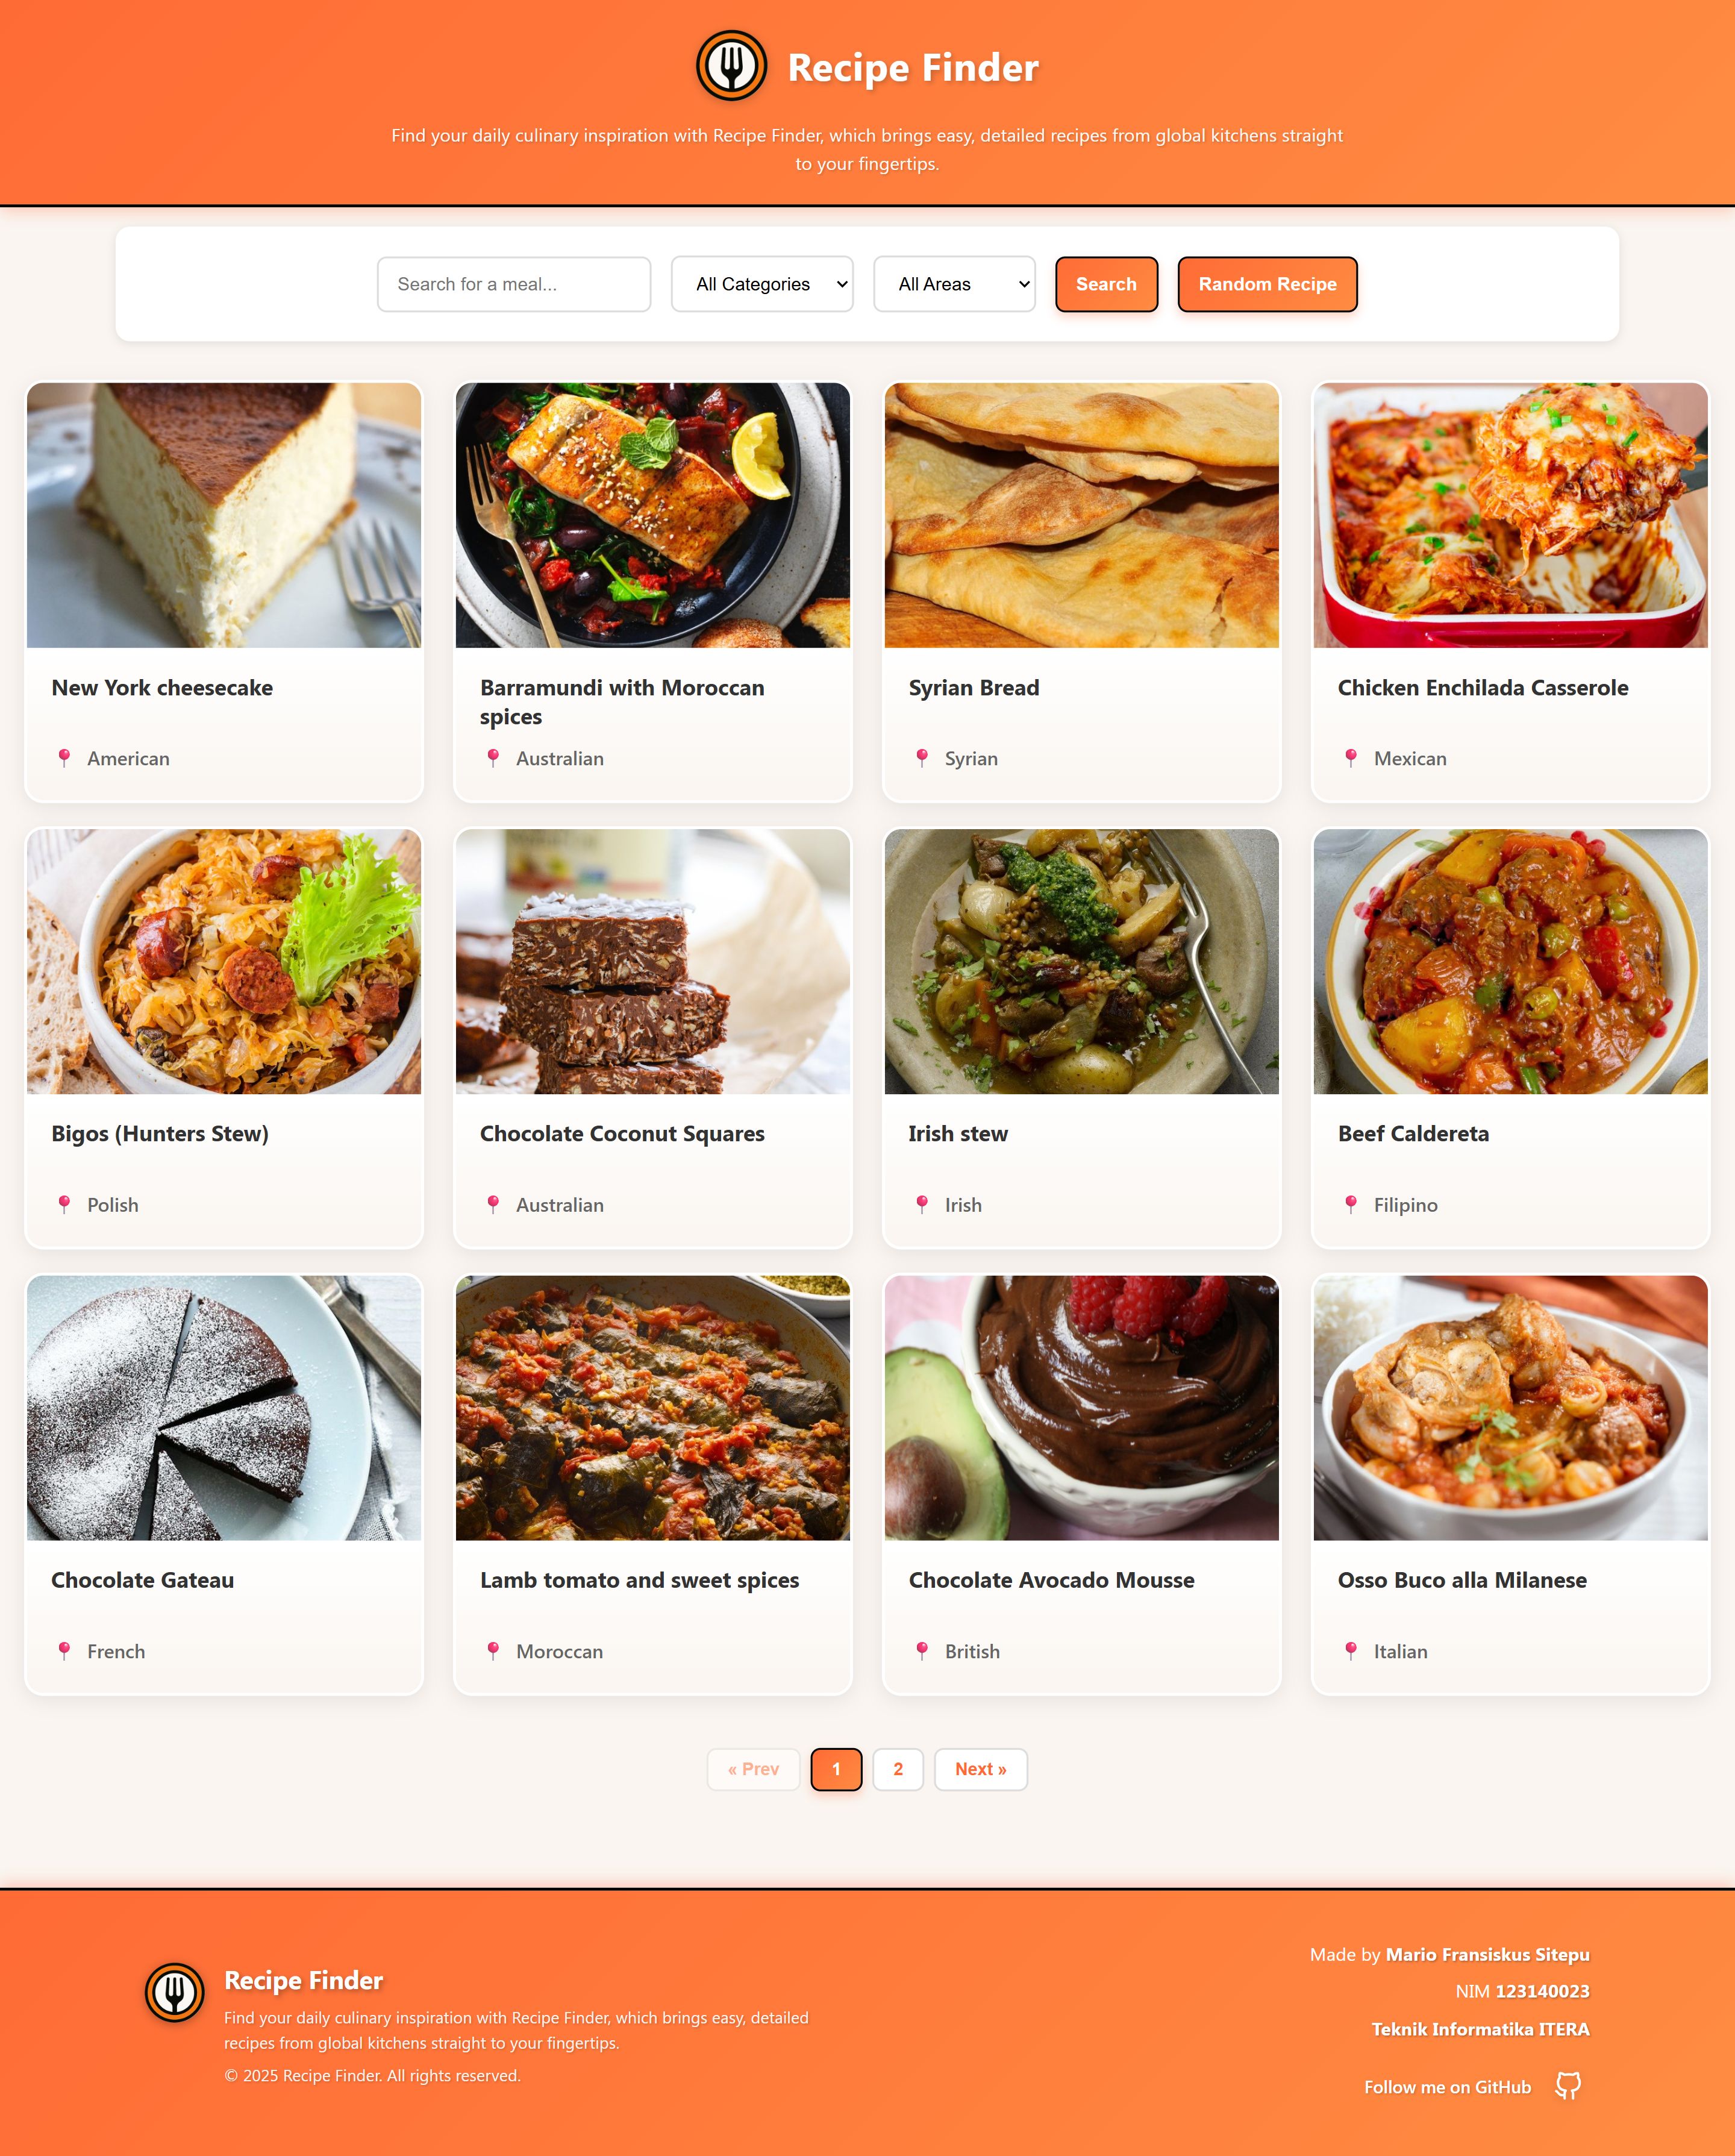 Recipe Finder
Find your daily culinary inspiration with Recipe Finder, which brings easy, detailed recipes from global kitchens straight
to your fingertips.
Search for a meal...
All Categories
All Areas
Search
Random Recipe
New York cheesecake
American
Barramundi with Moroccan
spices
Australian
Syrian Bread
Syrian
Chicken Enchilada Casserole
Mexican
Bigos (Hunters Stew)
Polish
Chocolate Coconut Squares
Australian
Irish stew
Irish
Beef Caldereta
Filipino
Chocolate Gateau
French
Lamb tomato and sweet spices
Moroccan
Chocolate Avocado Mousse
British
Osso Buco alla Milanese
Italian
« Prev
1
2
Next »
Recipe Finder
Find your daily culinary inspiration with Recipe Finder, which brings easy, detailed
recipes from global kitchens straight to your fingertips.
© 2025 Recipe Finder. All rights reserved.
Made by Mario Fransiskus Sitepu
NIM 123140023
Teknik Informatika ITERA
Follow me on GitHub